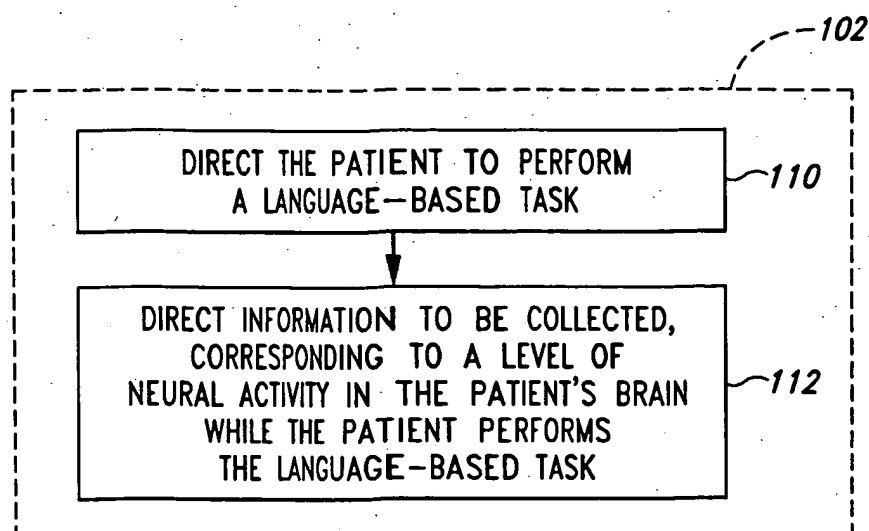 102
DIRECT THE PATIENT TO PERFORM
A LANGUAGE-BASED TASK
110
DIRECT INFORMATION TO BE COLLECTED,
CORRESPONDING TO A LEVEL OF
NEURAL ACTIVITY IN THE PATIENT'S BRAIN
WHILE THE PATIENT PERFORMS
THE LANGUAGE-BASED TASK
112